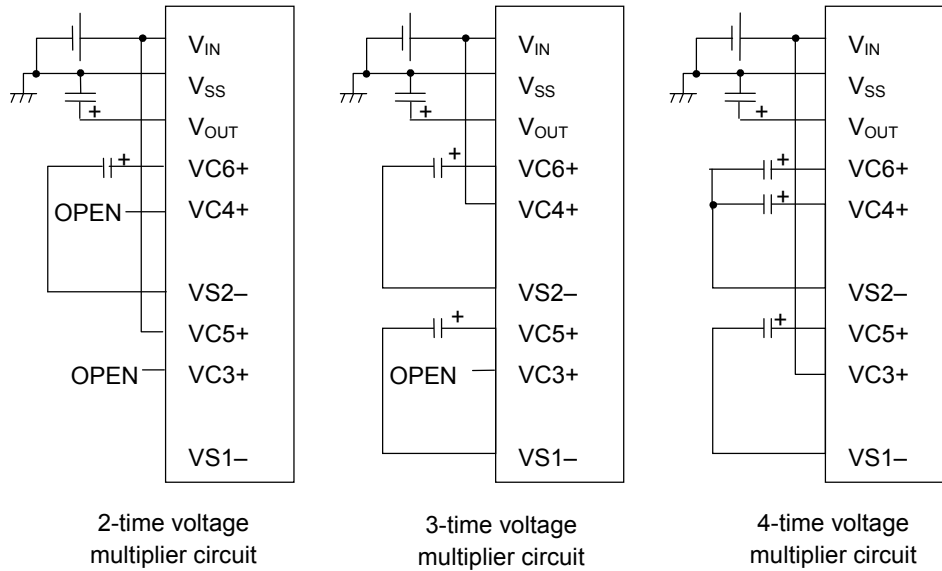 VIN
VSS
+
VOUT
+
VC6+
OPEN
VC4+
VS2–
VC5+
OPEN
VC3+
VS1–
2-time voltage
multiplier circuit
VIN
VSS
+
VOUT
+
VC6+
VC4+
VS2–
+
VC5+
OPEN
VC3+
VS1–
3-time voltage
multiplier circuit
VIN
VSS
+
VOUT
+
VC6+
+
VC4+
VS2–
+
VC5+
VC3+
VS1–
4-time voltage
multiplier circuit